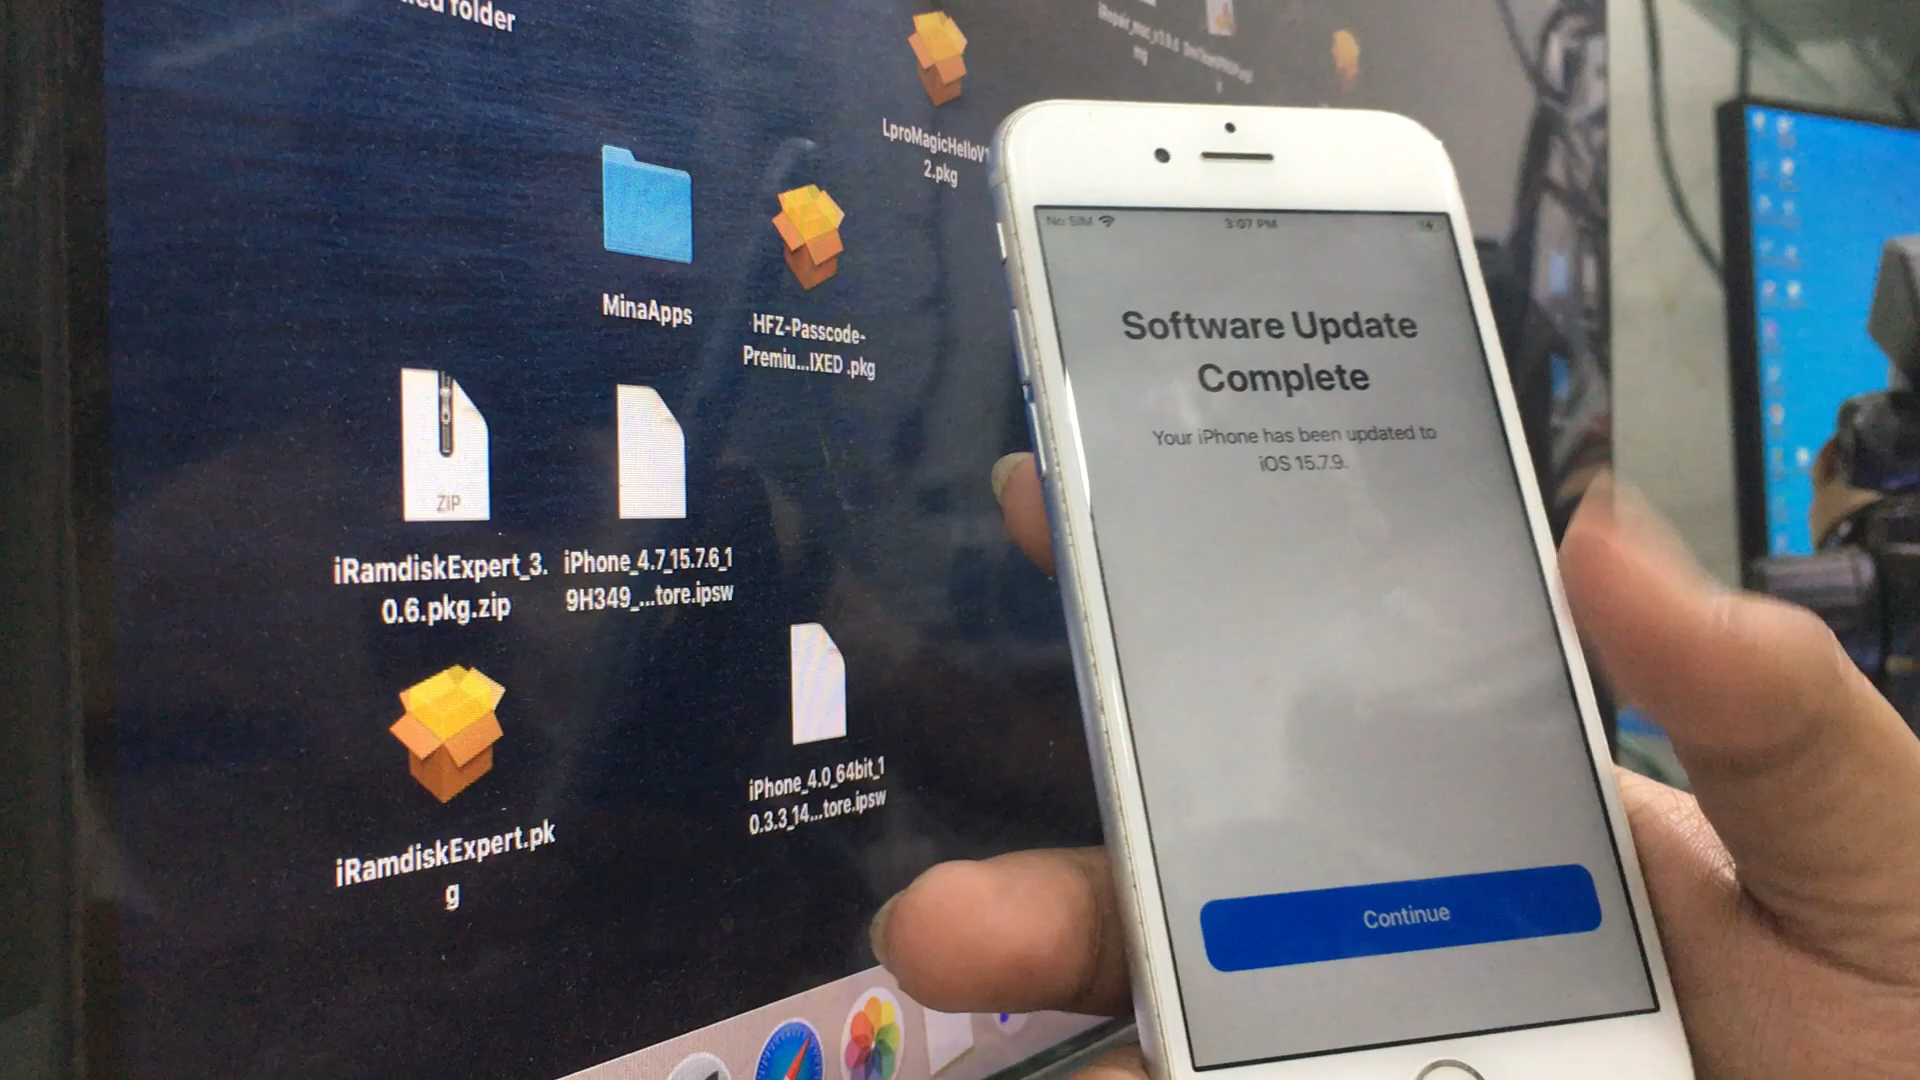 folder
LproMagicHelloV1
2.pkg
MinaApps
HFZ-Passcode-
Premiu...IXED .pkg
ZIP
iRamdiskExpert_3.
0.6.pkg.zip
iPhone_4.7_15.7.6_1
9H349_...tore.ipsw
iRamdiskExpert.pk
g
iPhone_4.0_64bit_1
0.3.3_14...tore.ipsw
No SIM
3:07 PM
Software Update
Complete
Your iPhone has been updated to
iOS 15.7.9.
Continue